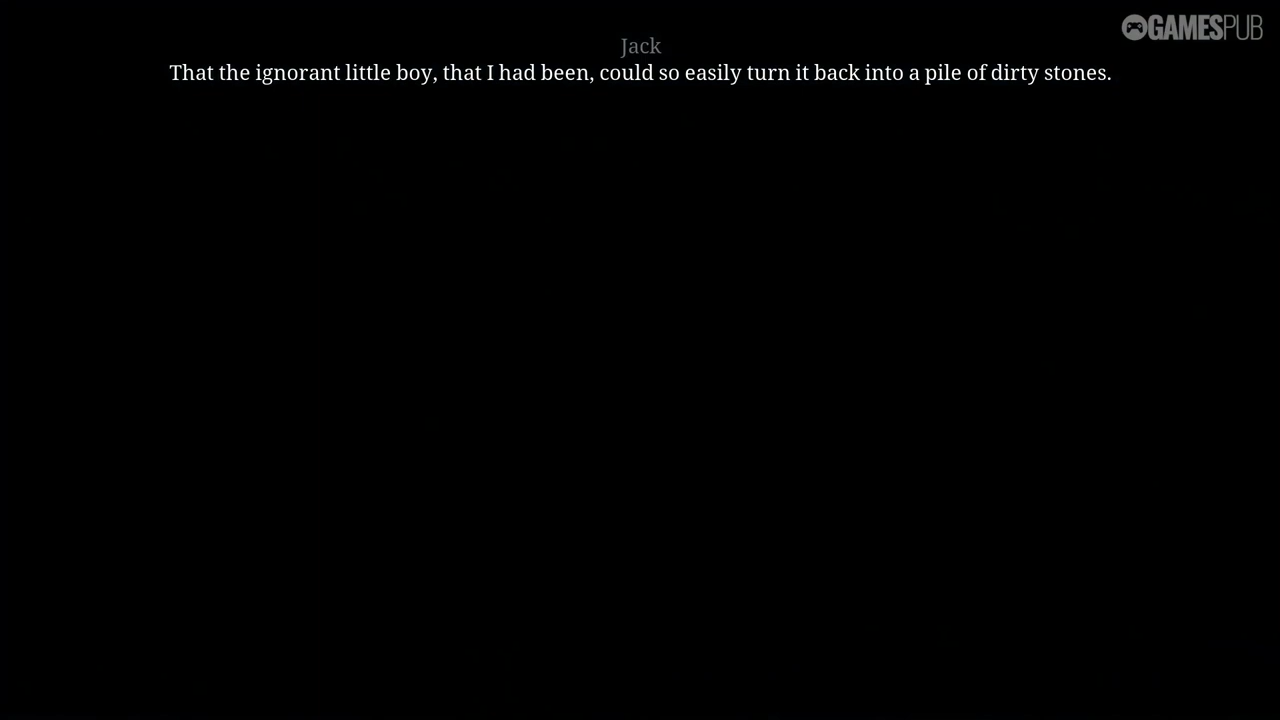 GAMESPUB
Jack
That the ignorant little boy, that I had been, could so easily turn it back into a pile of dirty stones.